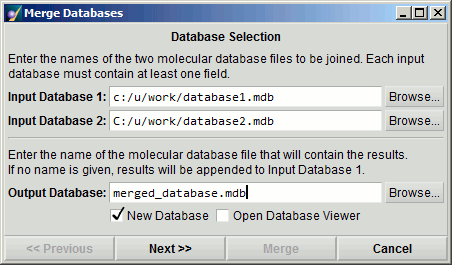 Merge Databases
Database Selection
Enter the names of the two molecular database files to be joined. Each input
database must contain at least one field.
Input Database 1: c:/u/work/database1.mdb Browse...
Input Database 2: C:/u/work/database2.mdb Browse...
Enter the name of the molecular database file that will contain the results.
If no name is given, results will be appended to Input Database 1.
Output Database: merged_database.mdb Browse...
New Database Open Database Viewer
<< Previous Next >> Merge Cancel